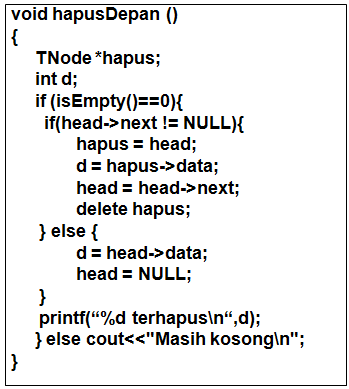 void hapusDepan ()
{
TNode *hapus;
int d;
if (isEmpty()==0){
if(head->next != NULL){
hapus = head;
d = hapus->data;
head = head->next;
delete hapus;
} else {
d = head->data;
head = NULL;
}
printf(“%d terhapus\n“,d);
} else cout<<"Masih kosong\n";
}